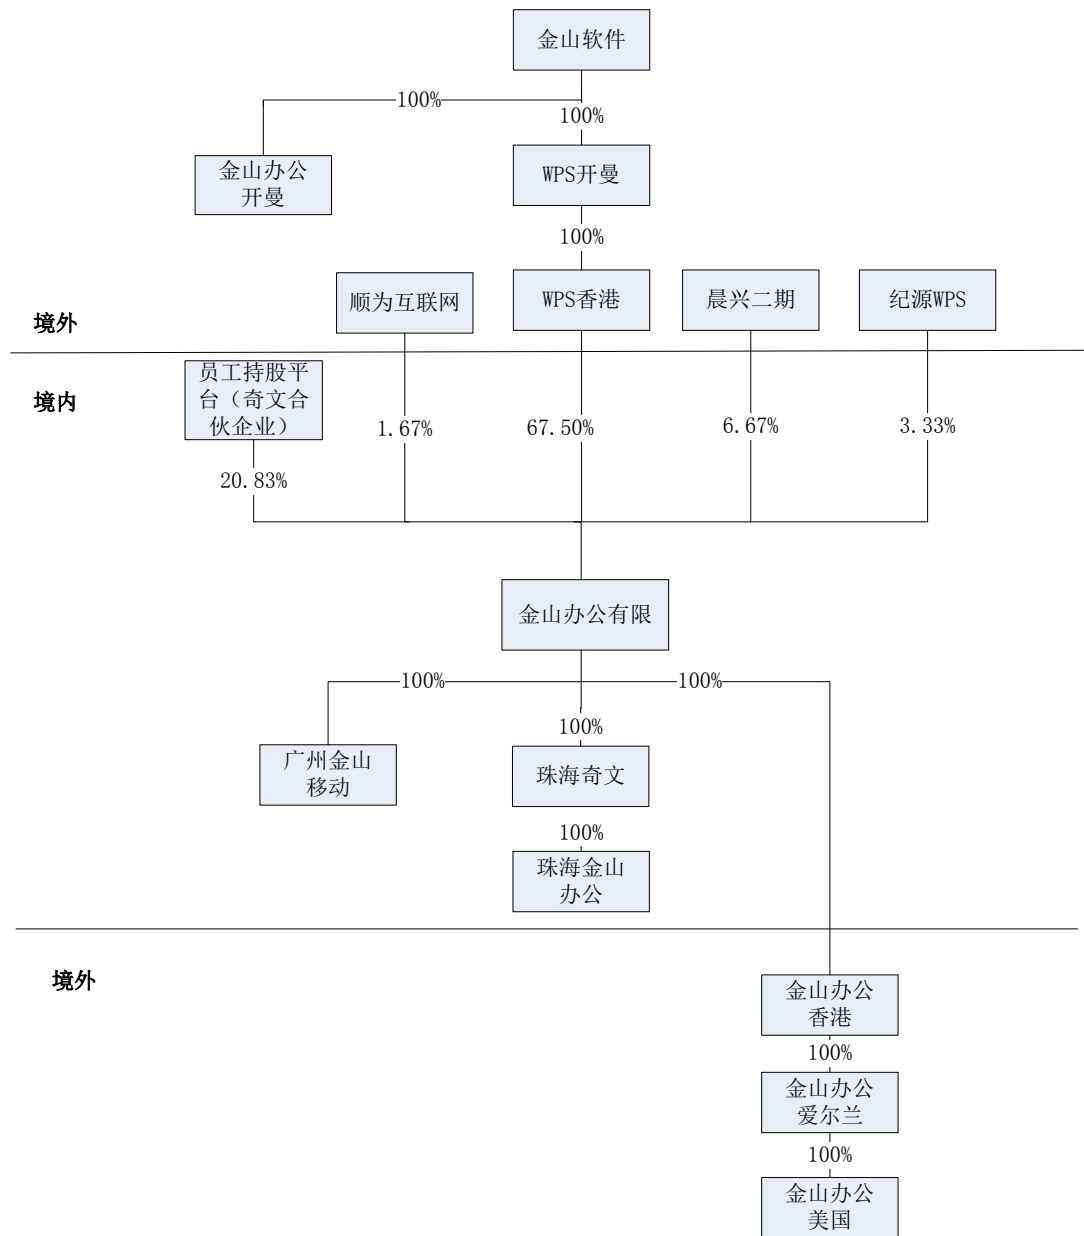 金山软件
100%
100%
金山办公
开曼
WPS开曼
100%
顺为互联网
WPS香港
晨兴二期
纪源WPS
境外
境内
员工持股平
台（奇文合
伙企业）
1.67%
67.50%
6.67%
3.33%
20.83%
金山办公有限
100%
100%
100%
广州金山
移动
珠海奇文
100%
珠海金山
办公
境外
金山办公
香港
100%
金山办公
爱尔兰
100%
金山办公
美国